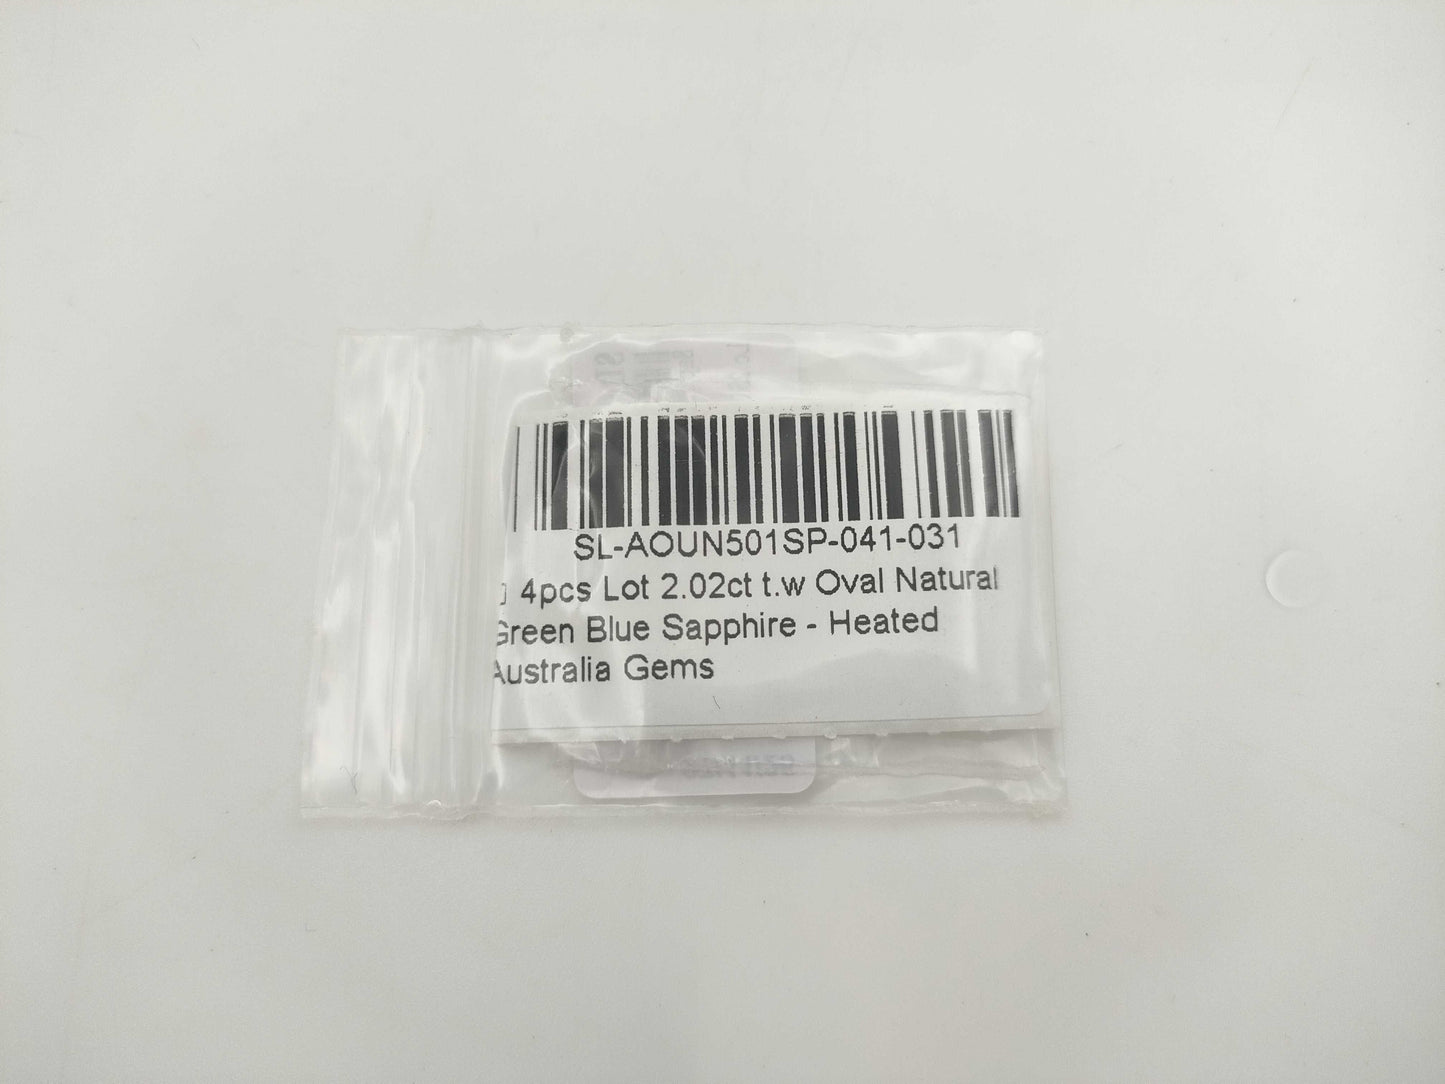 SL-AOUN501SP-041-031
4pcs Lot 2.02ct t.w Oval Natural
Green Blue Sapphire - Heated
Australia Gems